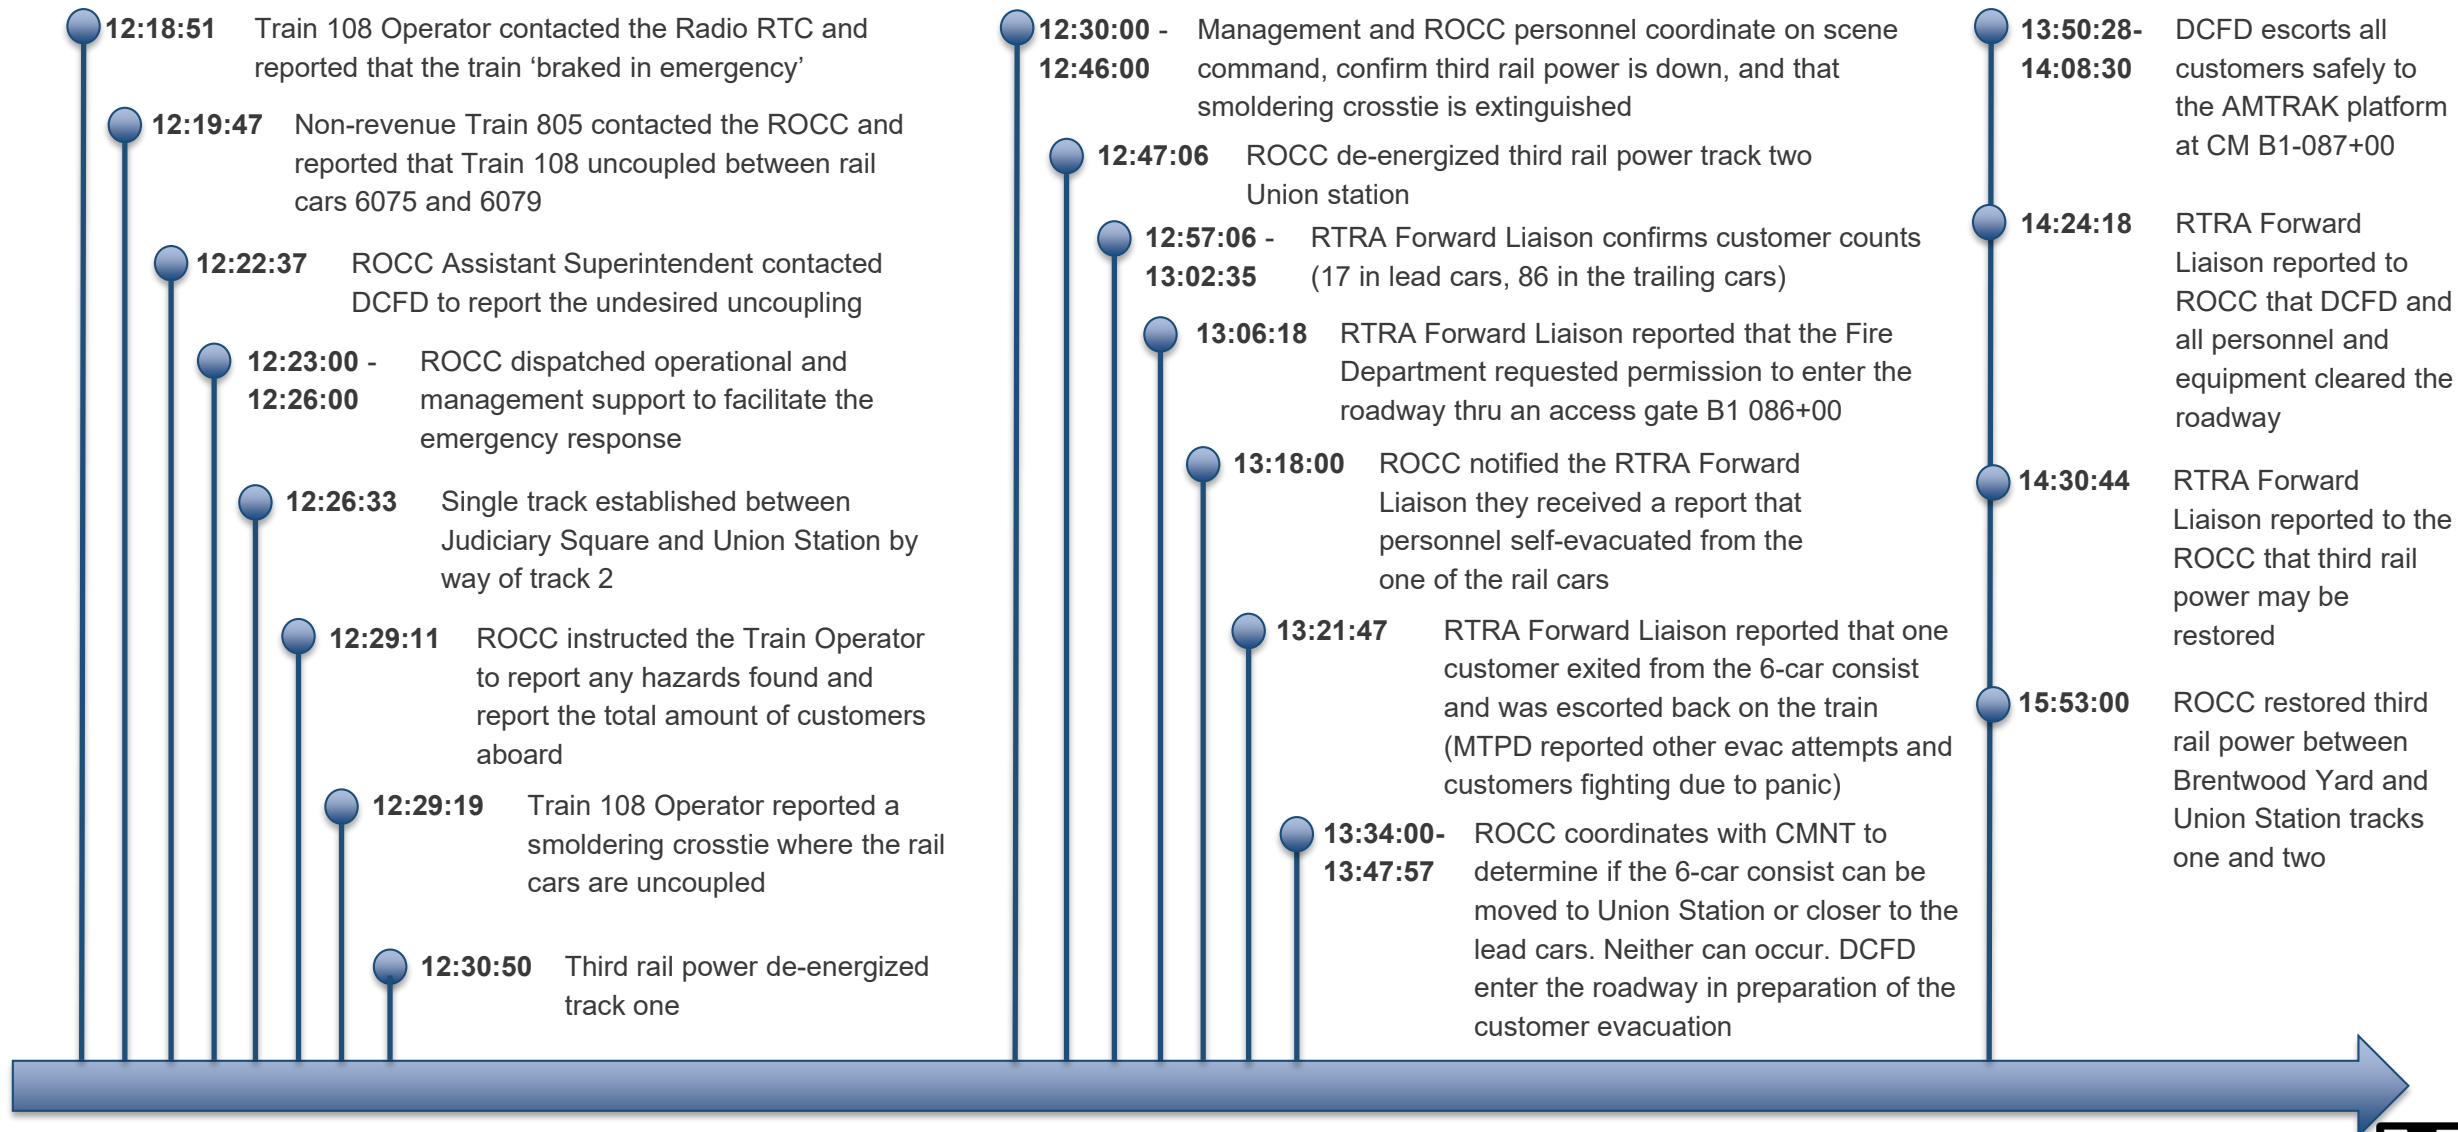 12:18:51 Train 108 Operator contacted the Radio RTC and
reported that the train ‘braked in emergency’
12:19:47 Non-revenue Train 805 contacted the ROCC and
reported that Train 108 uncoupled between rail
cars 6075 and 6079
12:22:37 ROCC Assistant Superintendent contacted
DCFD to report the undesired uncoupling
12:23:00 - ROCC dispatched operational and
12:26:00 management support to facilitate the
emergency response
12:26:33 Single track established between
Judiciary Square and Union Station by
way of track 2
12:29:11 ROCC instructed the Train Operator
to report any hazards found and
report the total amount of customers
aboard
12:29:19 Train 108 Operator reported a
smoldering crosstie where the rail
cars are uncoupled
12:30:50 Third rail power de-energized
track one
12:30:00 - Management and ROCC personnel coordinate on scene
12:46:00 command, confirm third rail power is down, and that
smoldering crosstie is extinguished
12:47:06 ROCC de-energized third rail power track two
Union station
12:57:06 - RTRA Forward Liaison confirms customer counts
13:02:35 (17 in lead cars, 86 in the trailing cars)
13:06:18 RTRA Forward Liaison reported that the Fire
Department requested permission to enter the
roadway thru an access gate B1 086+00
13:18:00 ROCC notified the RTRA Forward
Liaison they received a report that
personnel self-evacuated from the
one of the rail cars
13:21:47 RTRA Forward Liaison reported that one
customer exited from the 6-car consist
and was escorted back on the train
(MTPD reported other evac attempts and
customers fighting due to panic)
13:34:00- ROCC coordinates with CMNT to
13:47:57 determine if the 6-car consist can be
moved to Union Station or closer to the
lead cars. Neither can occur. DCFD
enter the roadway in preparation of the
customer evacuation
13:50:28- DCFD escorts all
14:08:30 customers safely to
the AMTRAK platform
at CM B1-087+00
14:24:18 RTRA Forward
Liaison reported to
ROCC that DCFD and
all personnel and
equipment cleared the
roadway
14:30:44 RTRA Forward
Liaison reported to the
ROCC that third rail
power may be
restored
15:53:00 ROCC restored third
rail power between
Brentwood Yard and
Union Station tracks
one and two